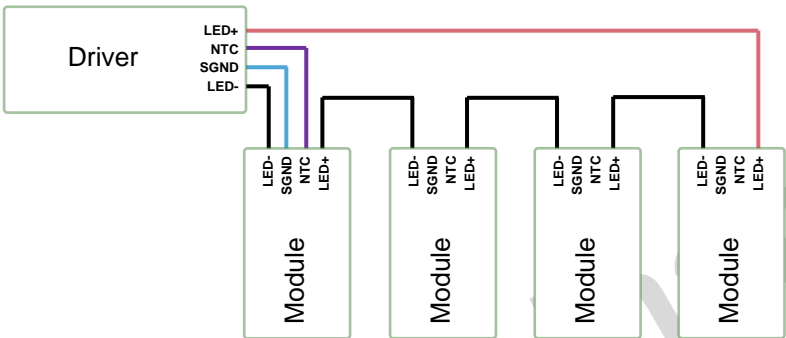 Driver
LED+
NTC
SGND
LED-
LED-
SGND
NTC
LED+
LED-
SGND
NTC
LED+
LED-
SGND
NTC
LED+
LED-
SGND
NTC
LED+
Module
Module
Module
Module